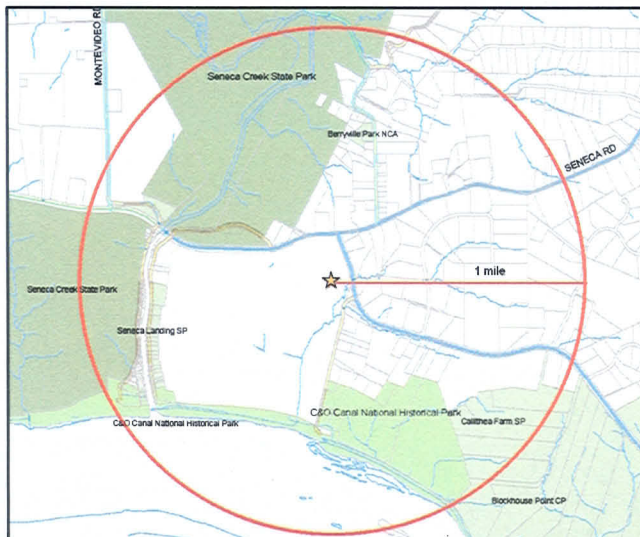 MONTEVIDEO RD
Seneca Creek State Park
Berryville Park NCA
SENECA RD
1 mile
Seneca Creek State Park
Seneca Landing SP
C&O Canal National Historical Park
C&O Canal National Historical Park
Callithea Farm SP
Blockhouse Point CP